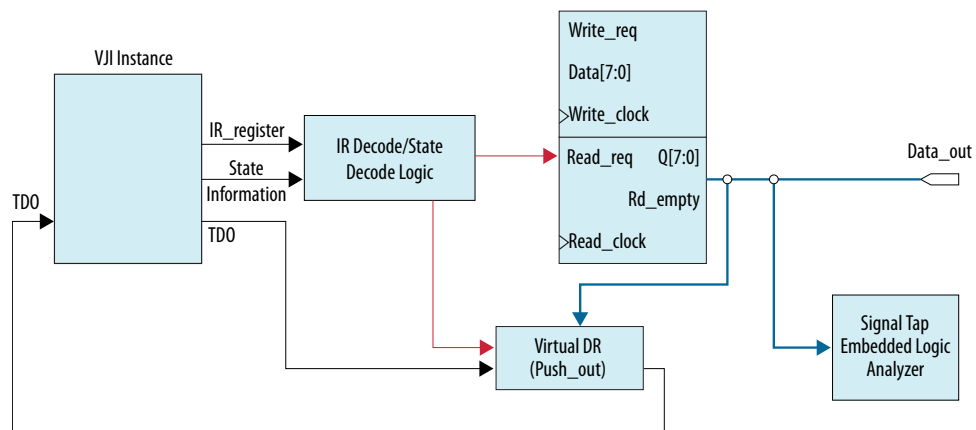 VJI Instance
TDO
IR_register
State
Information
TDO
IR Decode/State
Decode Logic
Write_req
Data[7:0]
Write_clock
Read_req Q[7:0]
Rd_empty
Read_clock
Data_out
Virtual DR
(Push_out)
Signal Tap
Embedded Logic
Analyzer